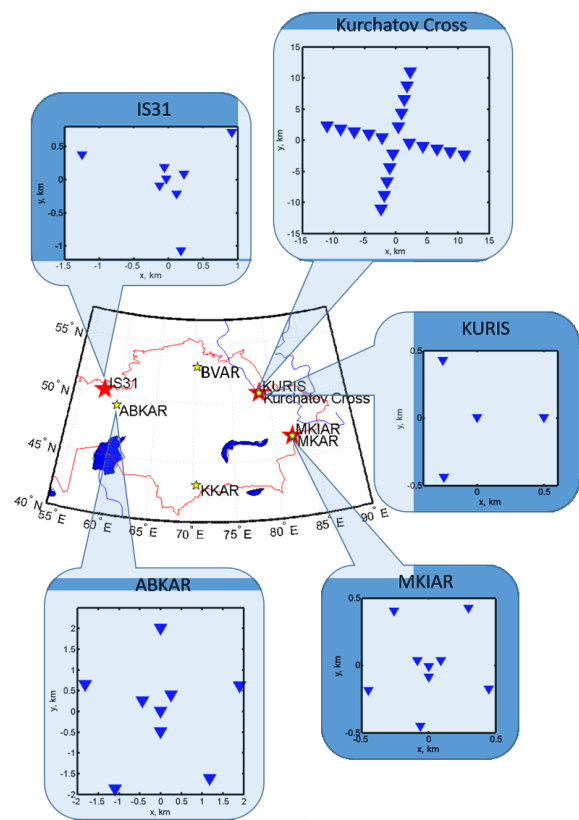 Kurchatov Cross
15
10
5
0
-5
-10
-15
y, km
-15 -10 -5 0 5 10 15
x, km
IS31
0.5
0
-0.5
-1
y, km
-1.5 -1 -0.5 0 0.5 1
x, km
55°N
50°N
45°N
40°N
55°E 60°E 65°E 70°E 75°E 80°E 85°E 90°E
IS31
ABKAR
BVAR
KURIS
Kurchatov Cross
MKIAR
MKAR
KKAR
KURIS
0.5
0
-0.5
y, km
-0.5 0 0.5
x, km
ABKAR
2
1.5
1
0.5
0
-0.5
-1
-1.5
-2
y, km
-2 -1.5 -1 -0.5 0 0.5 1 1.5 2
x, km
MKIAR
0.5
0
-0.5
y, km
-0.5 0 0.5
x, km